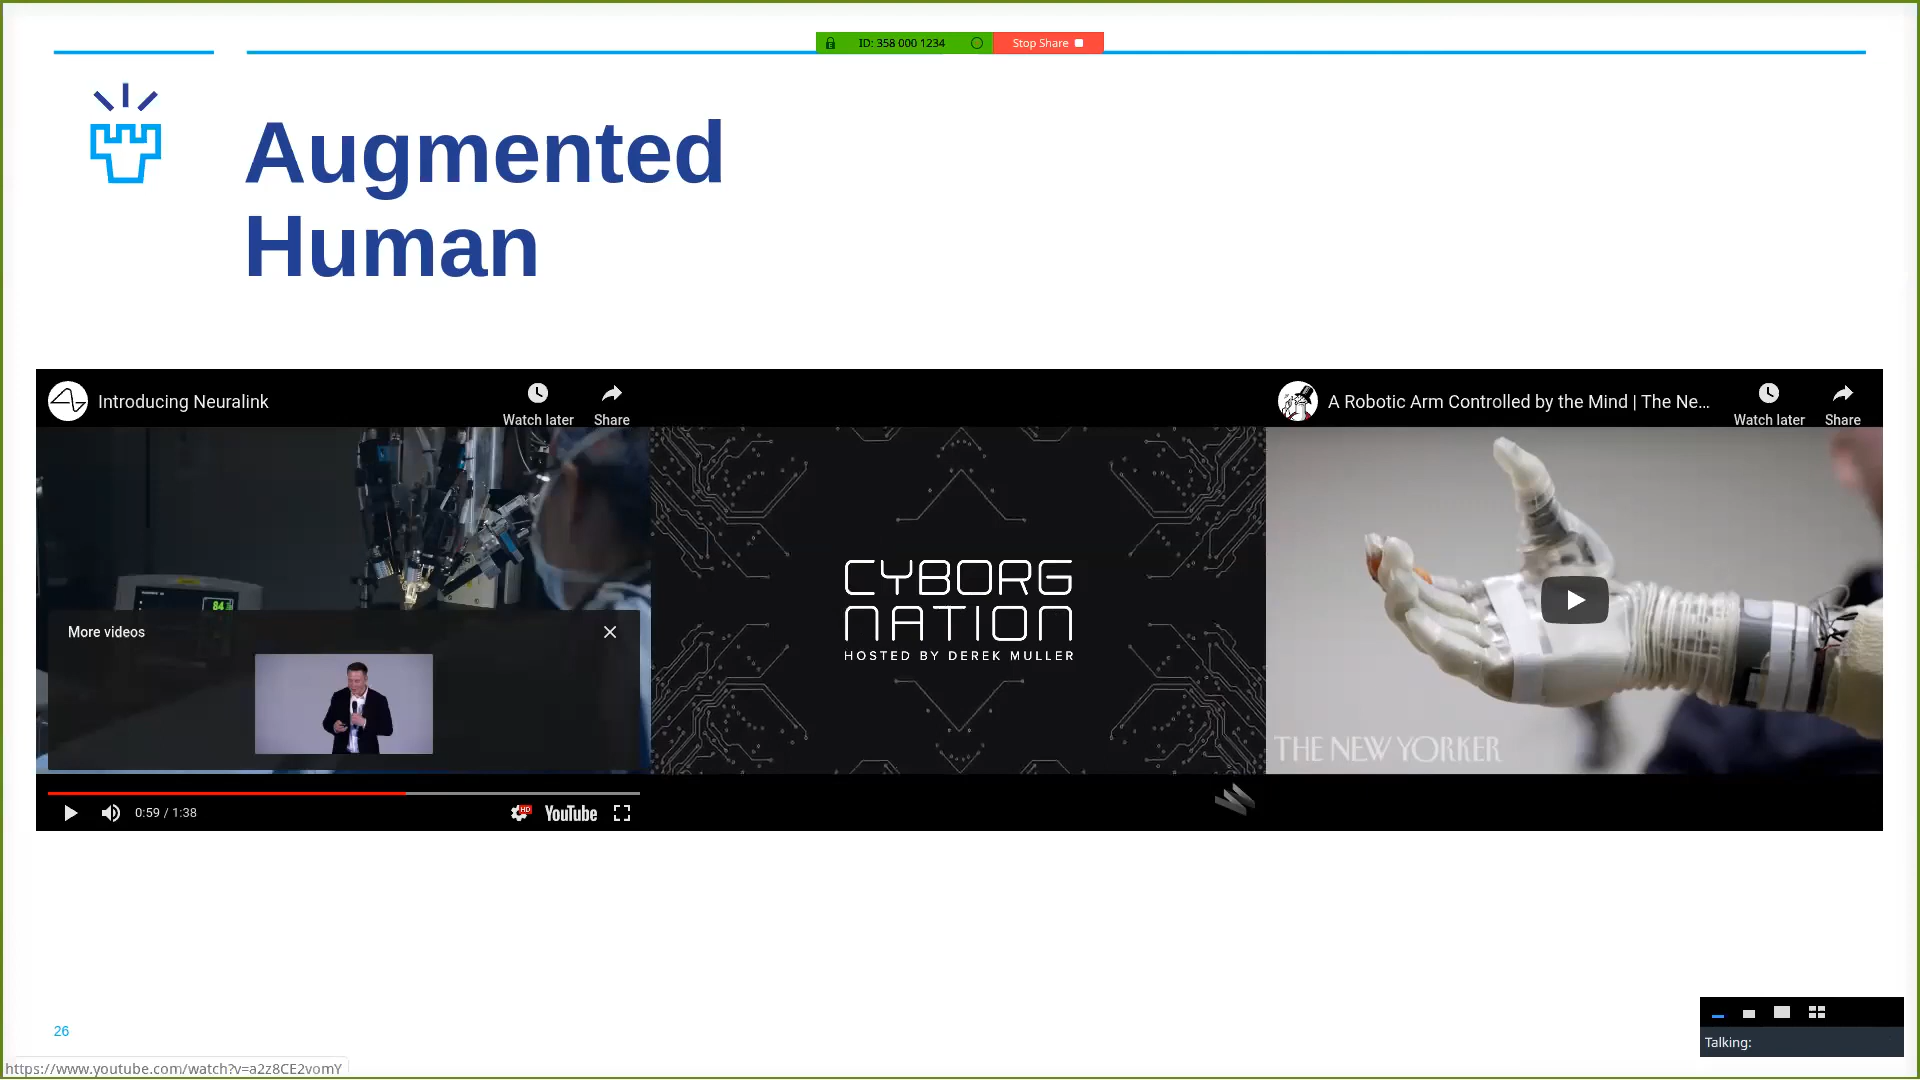 ID: 358 000 1234
Stop Share
Augmented
Human
Introducing Neuralink
Watch later
Share
84
More videos
0:59 / 1:38
HD
YouTube
CYBORG
NATION
HOSTED BY DEREK MULLER
A Robotic Arm Controlled by the Mind | The Ne...
Watch later
Share
THE NEW YORKER
26
Talking:
https://www.youtube.com/watch?v=a2z8CE2vomY